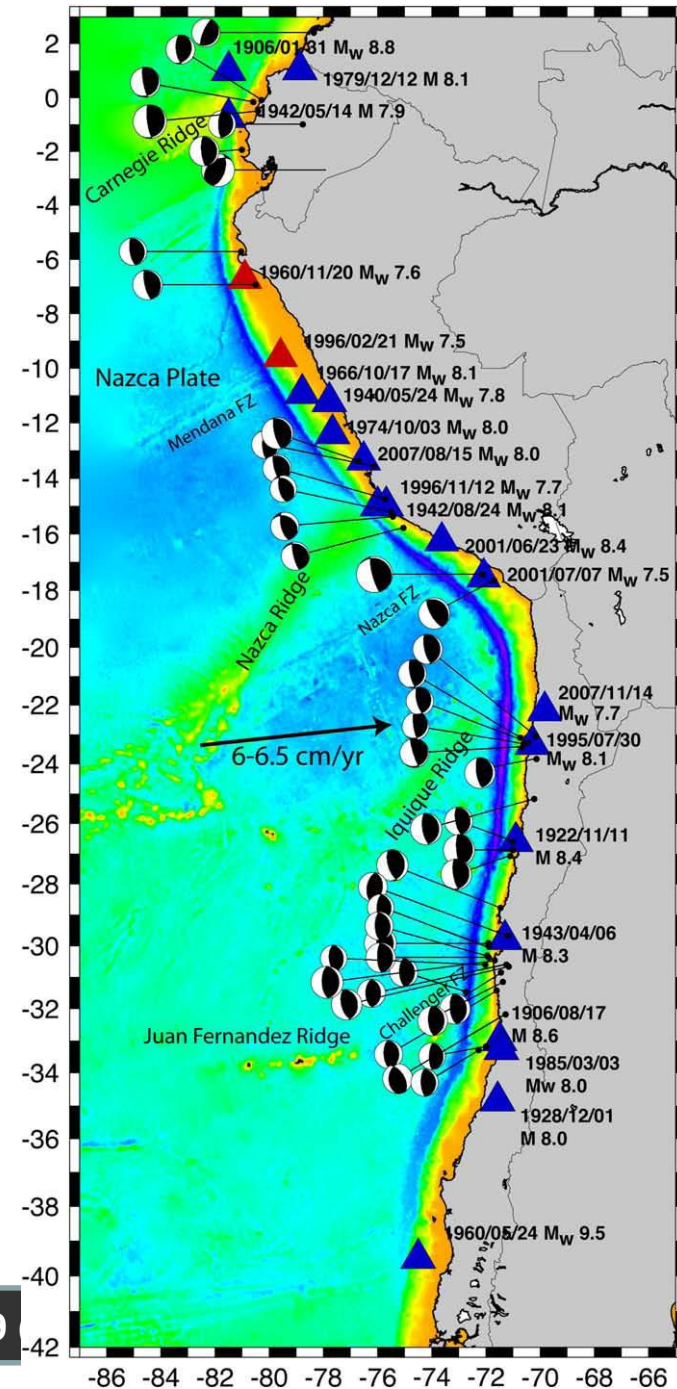 2
1906/01/31 Mw 8.8
1979/12/12 M 8.1
0
1942/05/14 M 7.9
Carnegie Ridge
-2
-4
-6
1960/11/20 Mw 7.6
-8
1996/02/21 Mw 7.5
-10
Nazca Plate
1966/10/17 Mw 8.1
1940/05/24 Mw 7.8
Mendana FZ
-12
1974/10/03 Mw 8.0
2007/08/15 Mw 8.0
-14
1996/11/12 Mw 7.7
1942/08/24 Mw 8.1
-16
2001/06/23 Mw 8.4
2001/07/07 Mw 7.5
-18
Nazca FZ
Nazca Ridge
-20
-22
2007/11/14
Mw 7.7
6-6.5 cm/yr
1995/07/30
Mw 8.1
-24
Iquique Ridge
-26
1922/11/11
M 8.4
-28
-30
1943/04/06
M 8.3
Challenger FZ
-32
1906/08/17
M 8.6
Juan Fernandez Ridge
1985/03/03
Mw 8.0
-34
1928/12/01
M 8.0
-36
-38
1960/05/24 Mw 9.5
-40
-42
-86 -84 -82 -80 -78 -76 -74 -72 -70 -68 -66